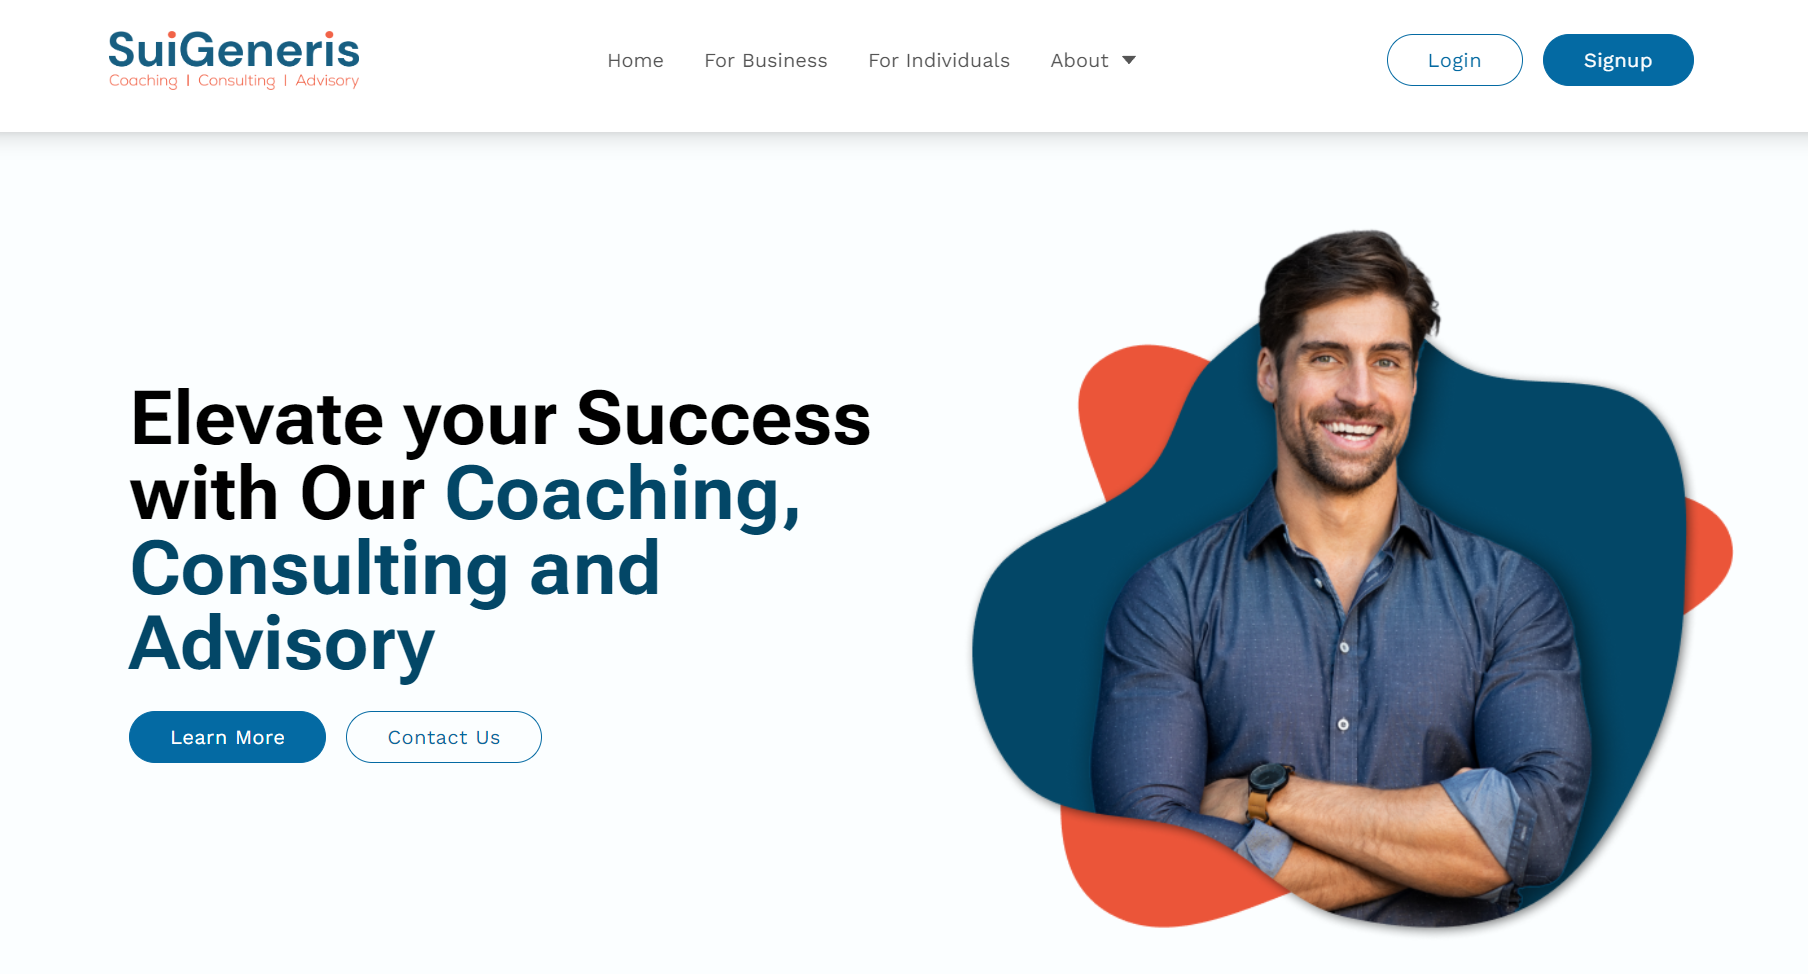 SuiGeneris
Coaching | Consulting | Advisory
Home For Business For Individuals About
Login Signup
Elevate your Success
with Our Coaching,
Consulting and
Advisory
Learn More Contact Us